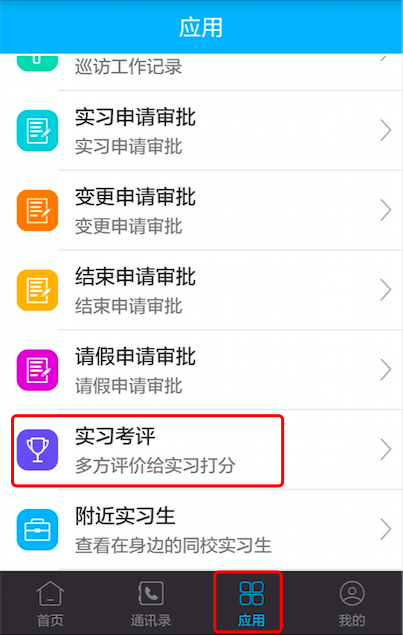 应用
巡访工作记录
实习申请审批
实习申请审批
变更申请审批
变更申请审批
结束申请审批
结束申请审批
请假申请审批
请假申请审批
实习考评
多方评价给实习打分
附近实习生
查看在身边的同校实习生
首页
通讯录
应用
我的